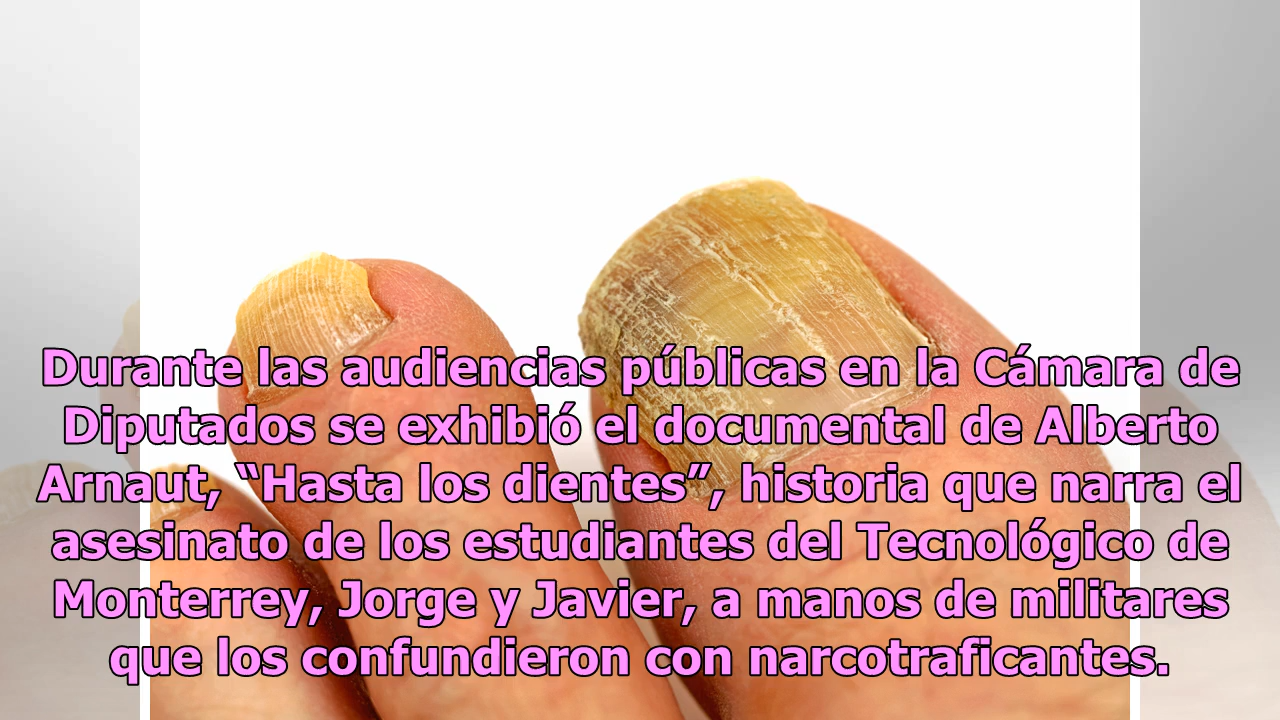 Durante las audiencias públicas en la Cámara de
Diputados se exhibió el documental de Alberto
Arnaut, “Hasta los dientes”, historia que narra el
asesinato de los estudiantes del Tecnológico de
Monterrey, Jorge y Javier, a manos de militares
que los confundieron con narcotraficantes.